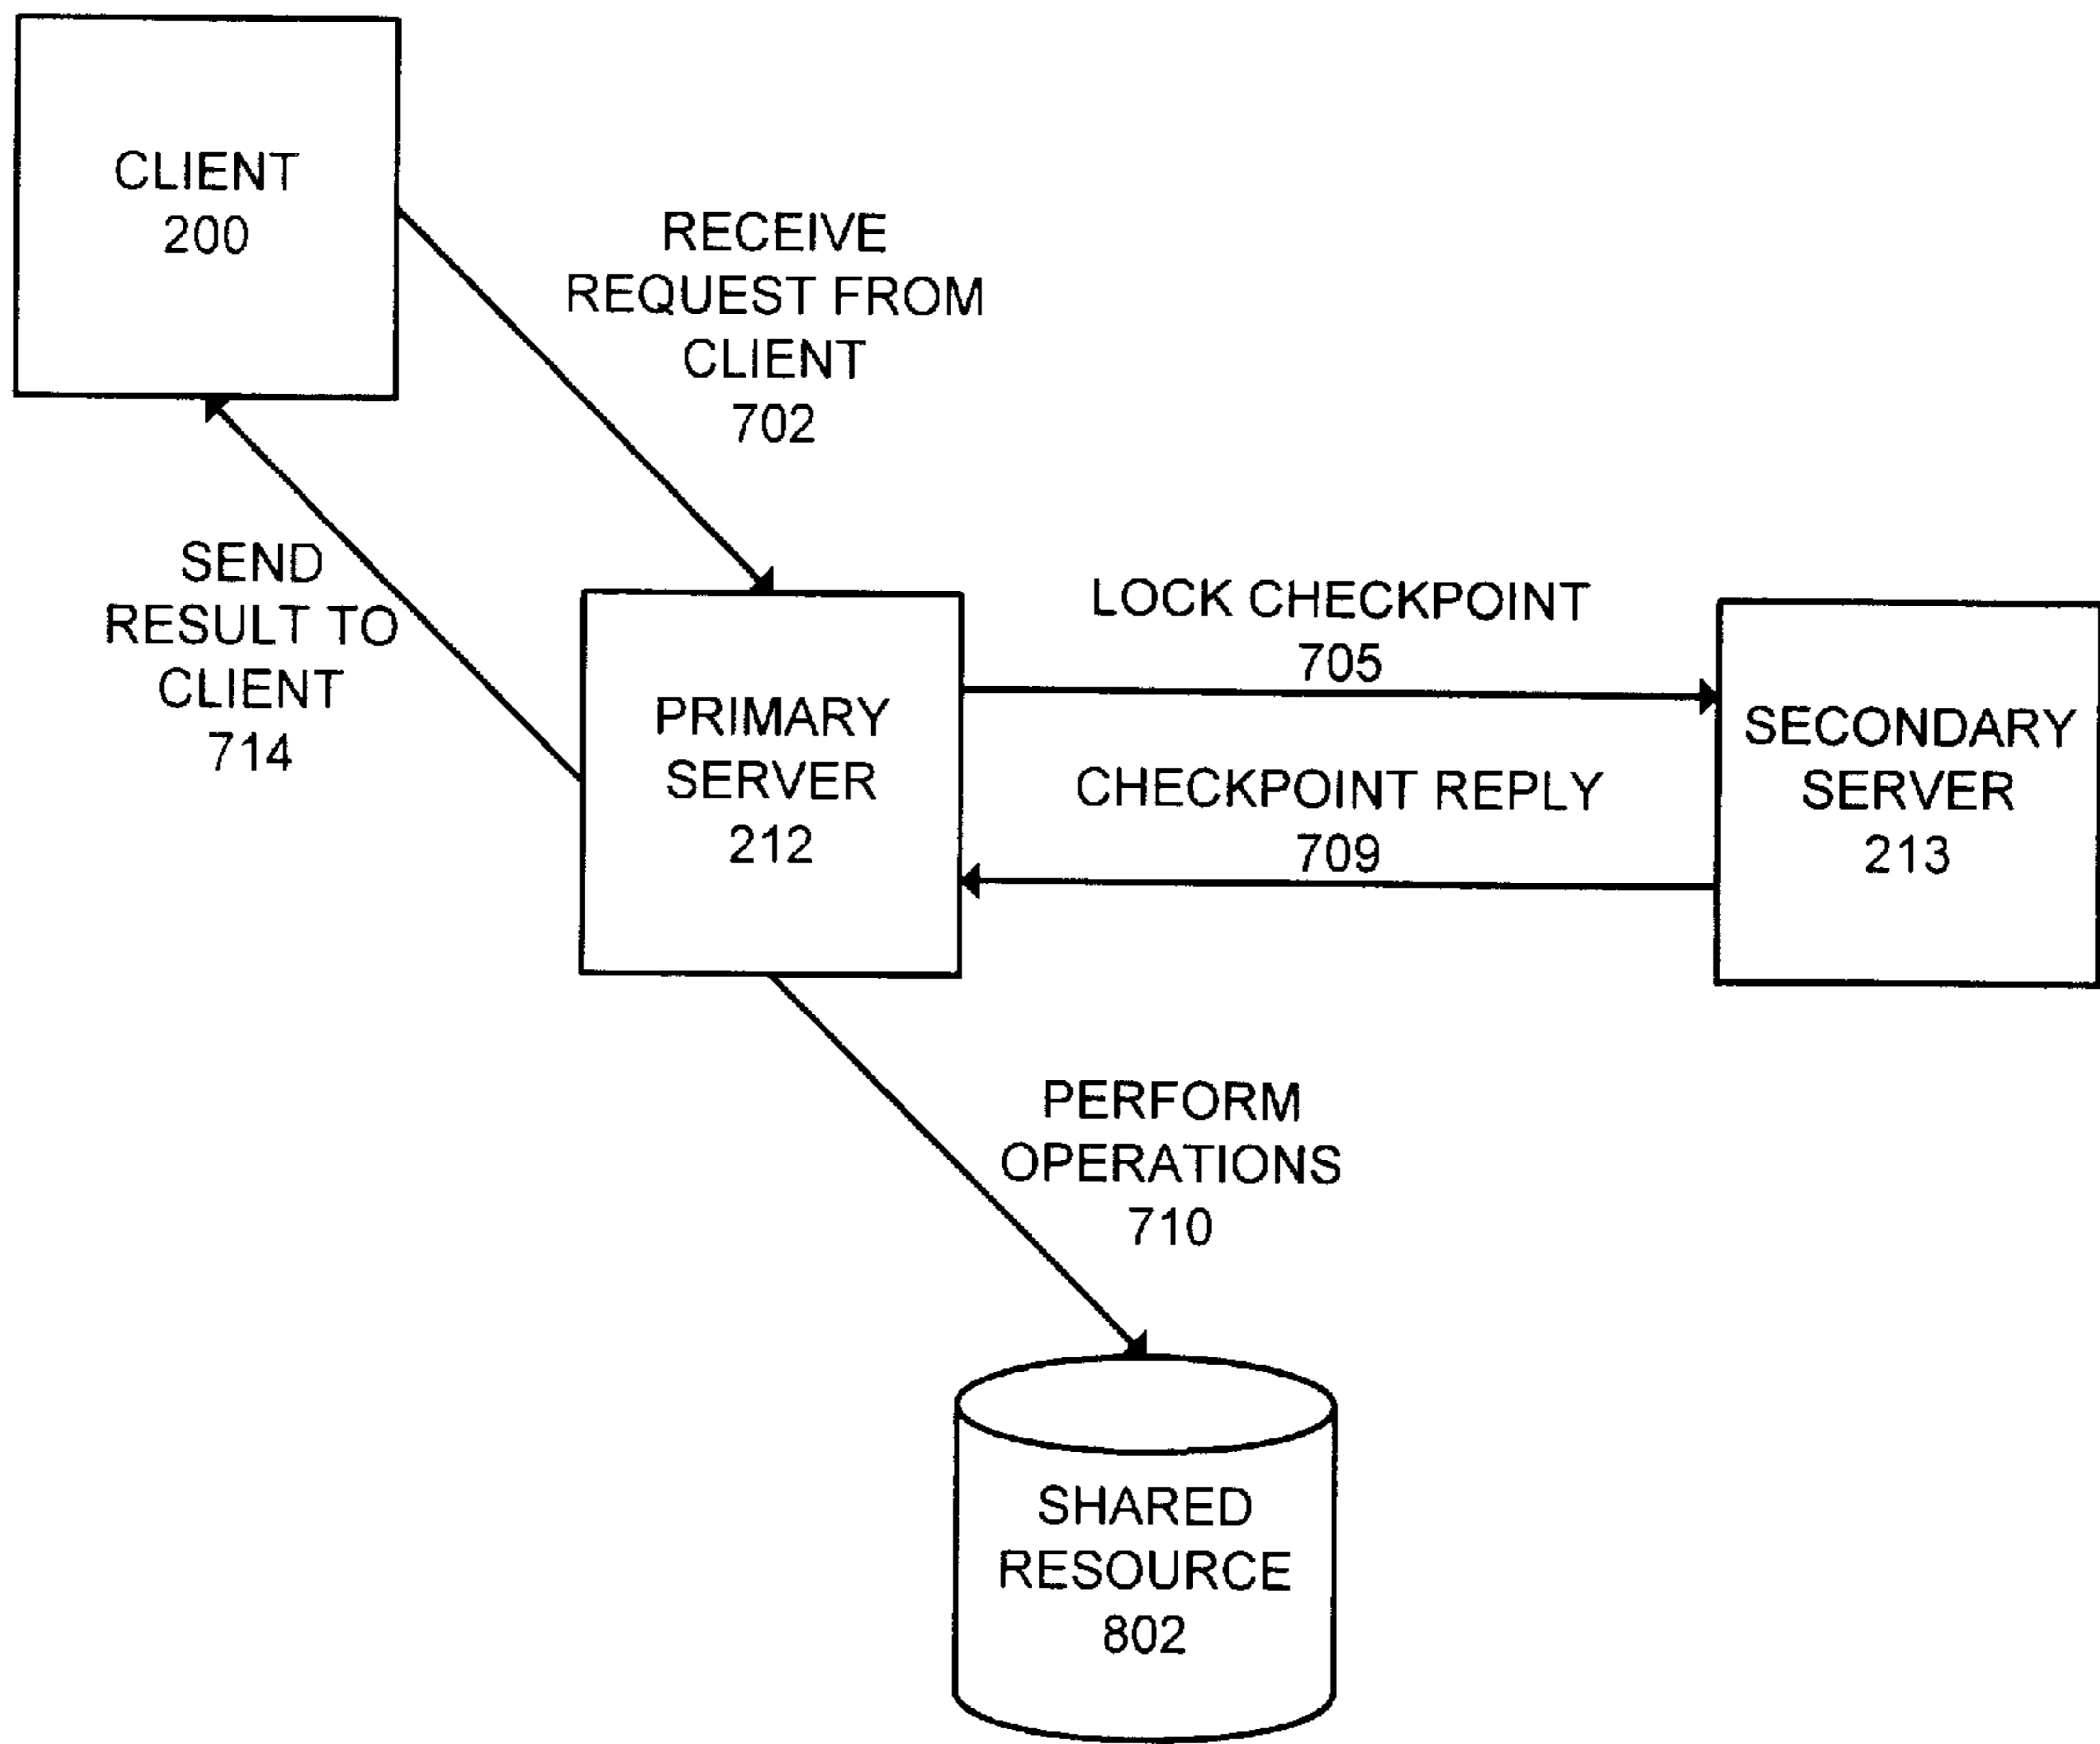 CLIENT
200
RECEIVE
REQUEST FROM
CLIENT
702
SEND
RESULT TO
CLIENT
714
PRIMARY
SERVER
212
LOCK CHECKPOINT
705
CHECKPOINT REPLY
709
SECONDARY
SERVER
213
PERFORM
OPERATIONS
710
SHARED
RESOURCE
802